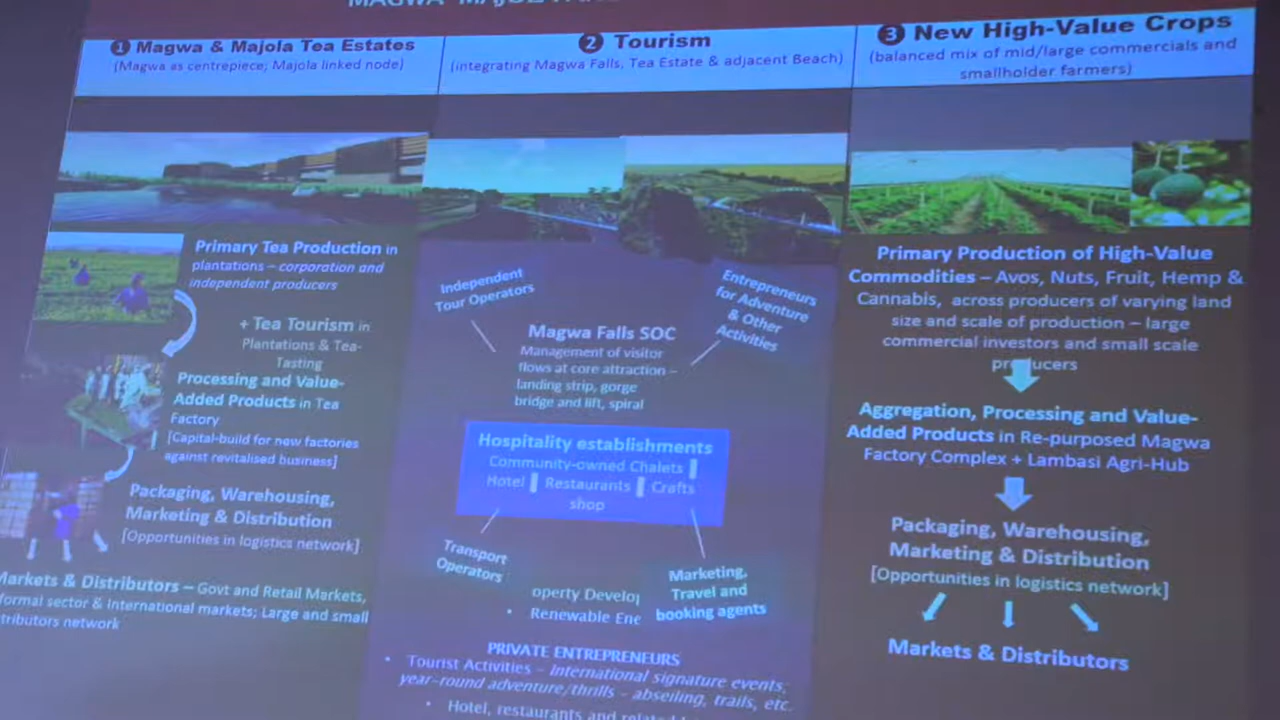 MAGWA
❶ Magwa & Majola Tea Estates
(Magwa as centrepiece; Majola linked node)
Primary Tea Production in
plantations – corporation and
independent producers
+ Tea Tourism in
Plantations & Tea-
Tasting
Processing and Value-
Added Products in Tea
Factory
[Capital-build for new factories
against revitalised business]
Packaging, Warehousing,
Marketing & Distribution
[Opportunities in logistics network]
Markets & Distributors – Govt and Retail Markets,
formal sector & International markets; Large and small
tributors network
❷ Tourism
(integrating Magwa Falls, Tea Estate & adjacent Beach)
Independent
Tour Operators
Entrepreneurs
for Adventure
& Other
Activities
Magwa Falls SOC
Management of visitor
flows at core attraction –
landing strip, gorge
bridge and lift, spiral
Hospitality establishments
Community-owned Chalets ▌
Hotel ▌ Restaurants ▌ Crafts
shop
Transport
Operators
Marketing,
Travel and
booking agents
operty Develo
• Renewable Ene
PRIVATE ENTREPRENEURS
• Tourist Activities – International signature events,
year-round adventure/thrills – abseiling, trails, etc.
• Hotel, restaurants and
❸ New High-Value Crops
(balanced mix of mid/large commercials and
smallholder farmers)
Primary Production of High-Value
Commodities – Avos, Nuts, Fruit, Hemp &
Cannabis, across producers of varying land
size and scale of production – large
commercial investors and small scale
producers
Aggregation, Processing and Value-
Added Products in Re-purposed Magwa
Factory Complex + Lambasi Agri-Hub
Packaging, Warehousing,
Marketing & Distribution
[Opportunities in logistics network]
Markets & Distributors